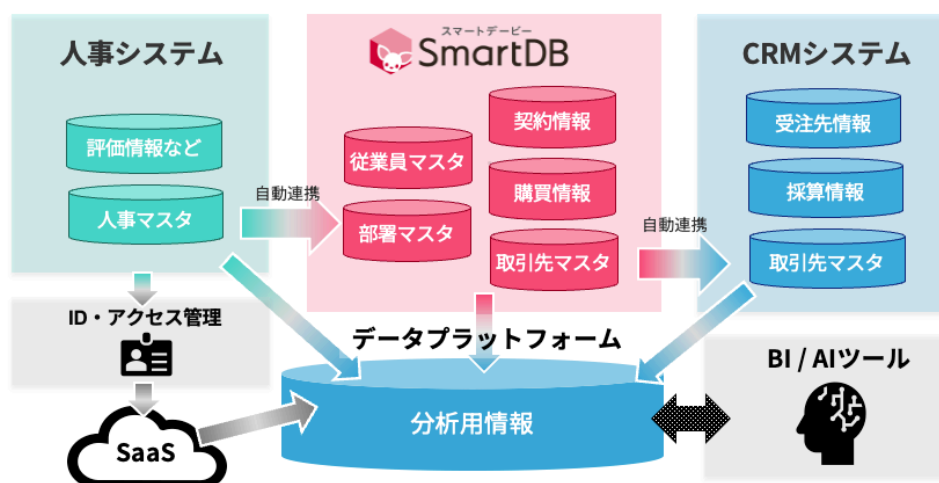 人事システム
評価情報など
人事マスタ
自動連携
スマートデービー
SmartDB
契約情報
従業員マスタ
購買情報
部署マスタ
取引先マスタ
自動連携
CRMシステム
受注先情報
採算情報
取引先マスタ
ID・アクセス管理
SaaS
データプラットフォーム
分析用情報
BI / AIツール